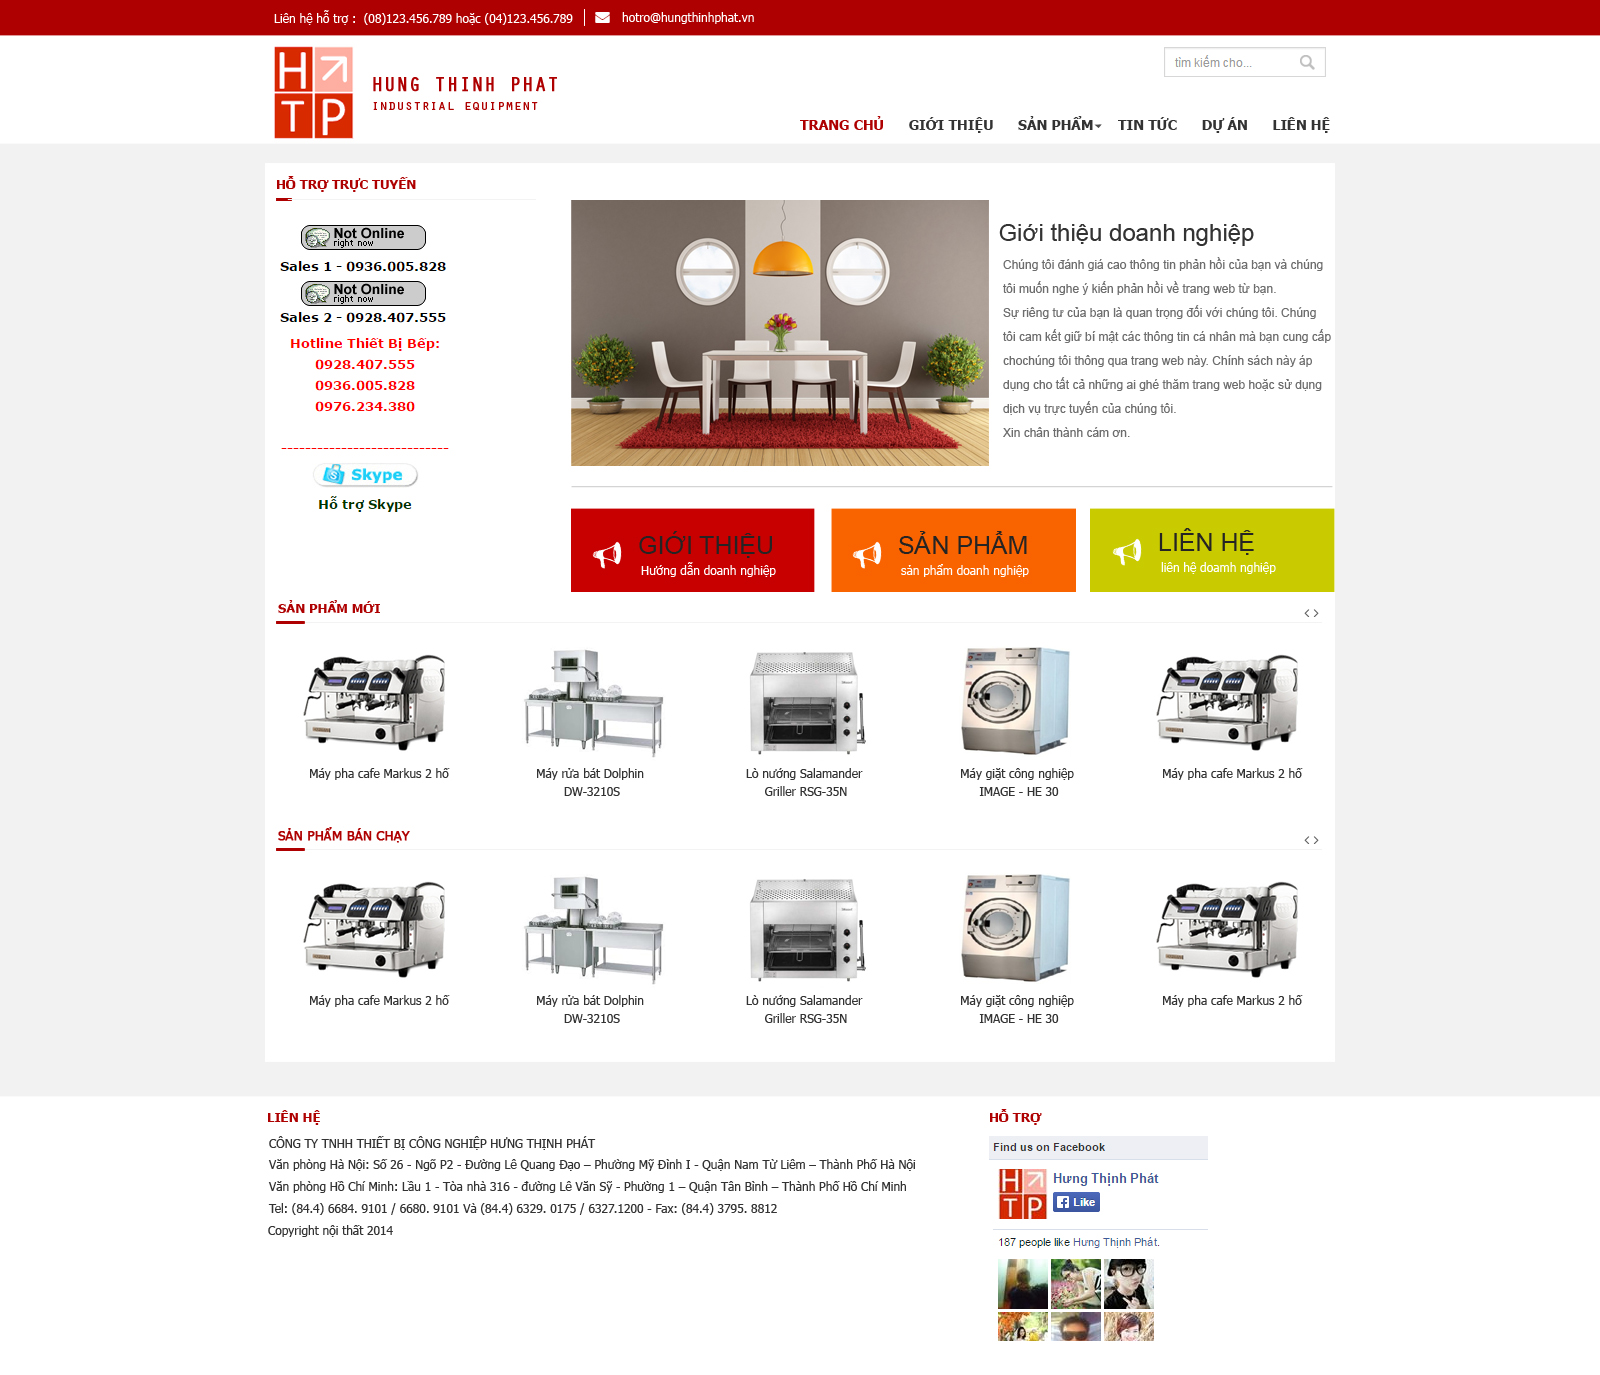 Liên hệ hỗ trợ : (08)123.456.789 hoặc (04)123.456.789 hotro@hungthinhphat.vn
H
TP
HUNG THINH PHAT
INDUSTRIAL EQUIPMENT
tìm kiếm cho...
TRANG CHỦ GIỚI THIỆU SẢN PHẨM TIN TỨC DỰ ÁN LIÊN HỆ
HỖ TRỢ TRỰC TUYẾN
Not Online
right now
Sales 1 - 0936.005.828
Not Online
right now
Sales 2 - 0928.407.555
Hotline Thiết Bị Bếp:
0928.407.555
0936.005.828
0976.234.380
----------------------------
Skype
Hỗ trợ Skype
Giới thiệu doanh nghiệp
Chúng tôi đánh giá cao thông tin phản hồi của bạn và chúng
tôi muốn nghe ý kiến phản hồi về trang web từ bạn.
Sự riêng tư của bạn là quan trọng đối với chúng tôi. Chúng
tôi cam kết giữ bí mật các thông tin cá nhân mà bạn cung cấp
chochúng tôi thông qua trang web này. Chính sách này áp
dụng cho tất cả những ai ghé thăm trang web hoặc sử dụng
dịch vụ trực tuyến của chúng tôi.
Xin chân thành cám ơn.
GIỚI THIỆU
Hướng dẫn doanh nghiệp
SẢN PHẨM
sản phẩm doanh nghiệp
LIÊN HỆ
liên hệ doamh nghiệp
SẢN PHẨM MỚI
Máy pha cafe Markus 2 hố
Máy rửa bát Dolphin
DW-3210S
Lò nướng Salamander
Griller RSG-35N
Máy giặt công nghiệp
IMAGE - HE 30
Máy pha cafe Markus 2 hố
SẢN PHẨM BÁN CHẠY
Máy pha cafe Markus 2 hố
Máy rửa bát Dolphin
DW-3210S
Lò nướng Salamander
Griller RSG-35N
Máy giặt công nghiệp
IMAGE - HE 30
Máy pha cafe Markus 2 hố
LIÊN HỆ
CÔNG TY TNHH THIẾT BỊ CÔNG NGHIỆP HƯNG THỊNH PHÁT
Văn phòng Hà Nội: Số 26 - Ngõ P2 - Đường Lê Quang Đạo – Phường Mỹ Đình I - Quận Nam Từ Liêm – Thành Phố Hà Nội
Văn phòng Hồ Chí Minh: Lầu 1 - Tòa nhà 316 - đường Lê Văn Sỹ - Phường 1 – Quận Tân Bình – Thành Phố Hồ Chí Minh
Tel: (84.4) 6684. 9101 / 6680. 9101 Và (84.4) 6329. 0175 / 6327.1200 - Fax: (84.4) 3795. 8812
Copyright nội thất 2014
HỖ TRỢ
Find us on Facebook
H
TP
Hưng Thịnh Phát
Like
187 people like Hưng Thịnh Phát.